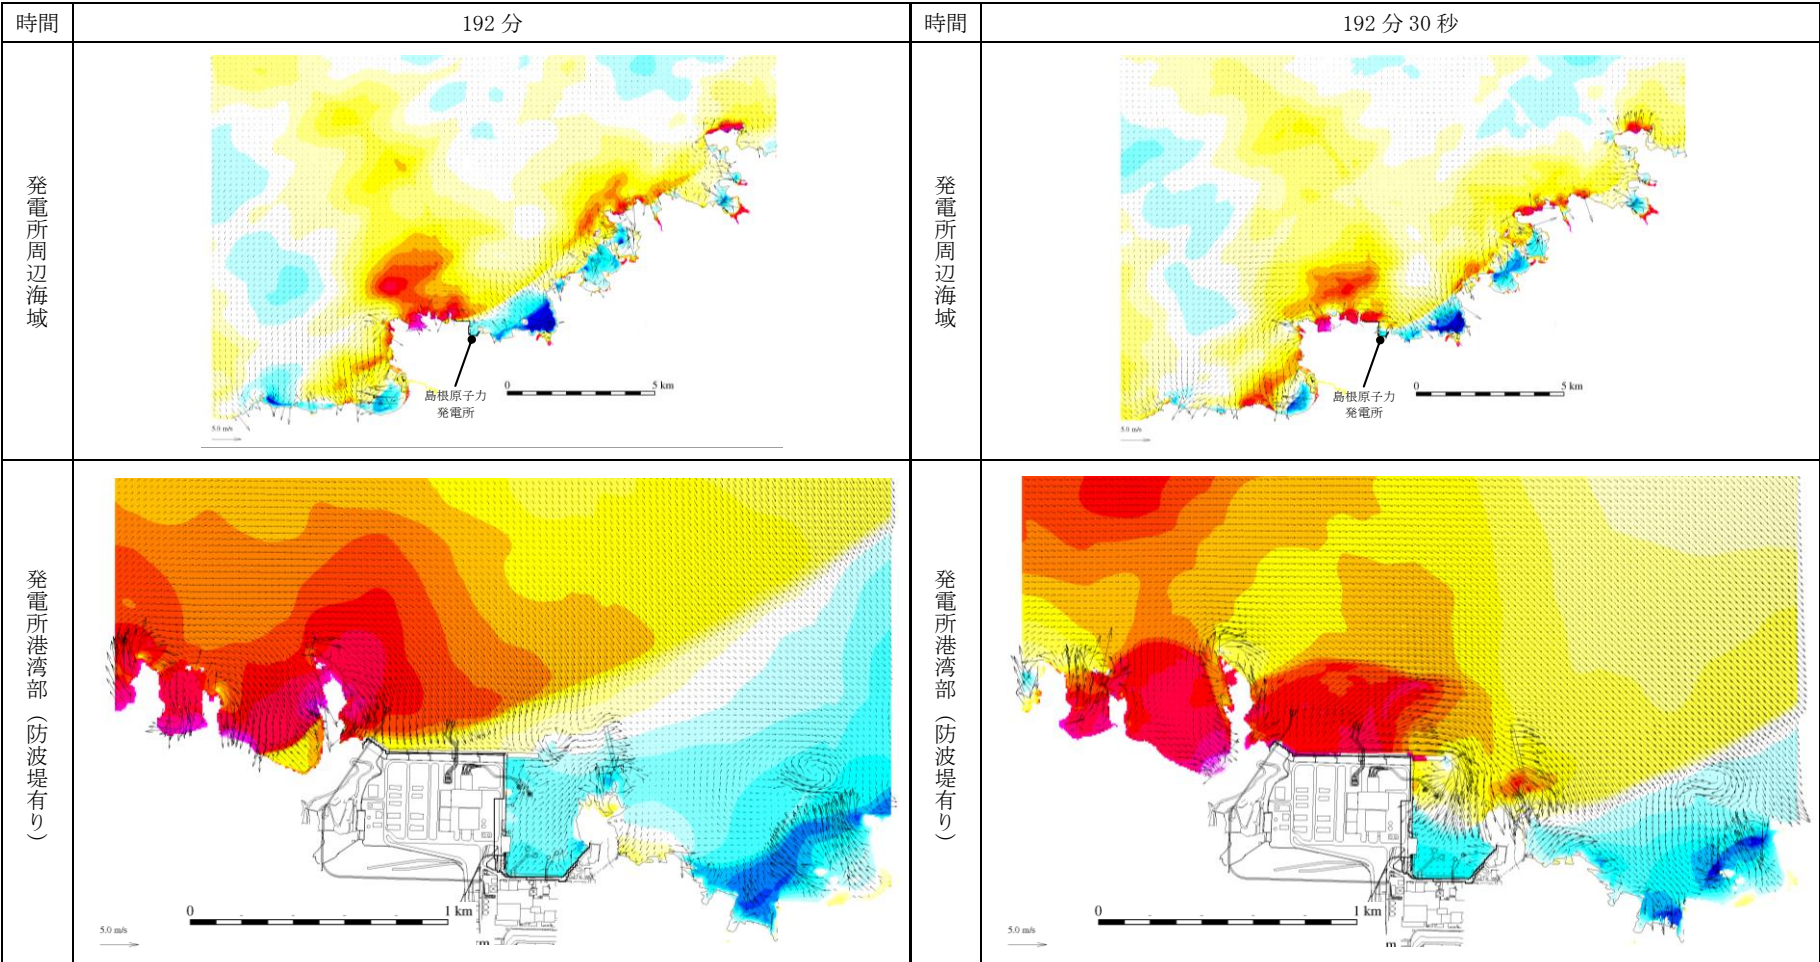 時間
192 分
時間
192 分 30 秒
発電所周辺海域
島根原子力
発電所
0
5 km
5.0 m/s
発電所周辺海域
島根原子力
発電所
0
5 km
5.0 m/s
発電所港湾部（防波堤有り）
0
1 km
5.0 m/s
m
発電所港湾部（防波堤有り）
0
1 km
5.0 m/s
m